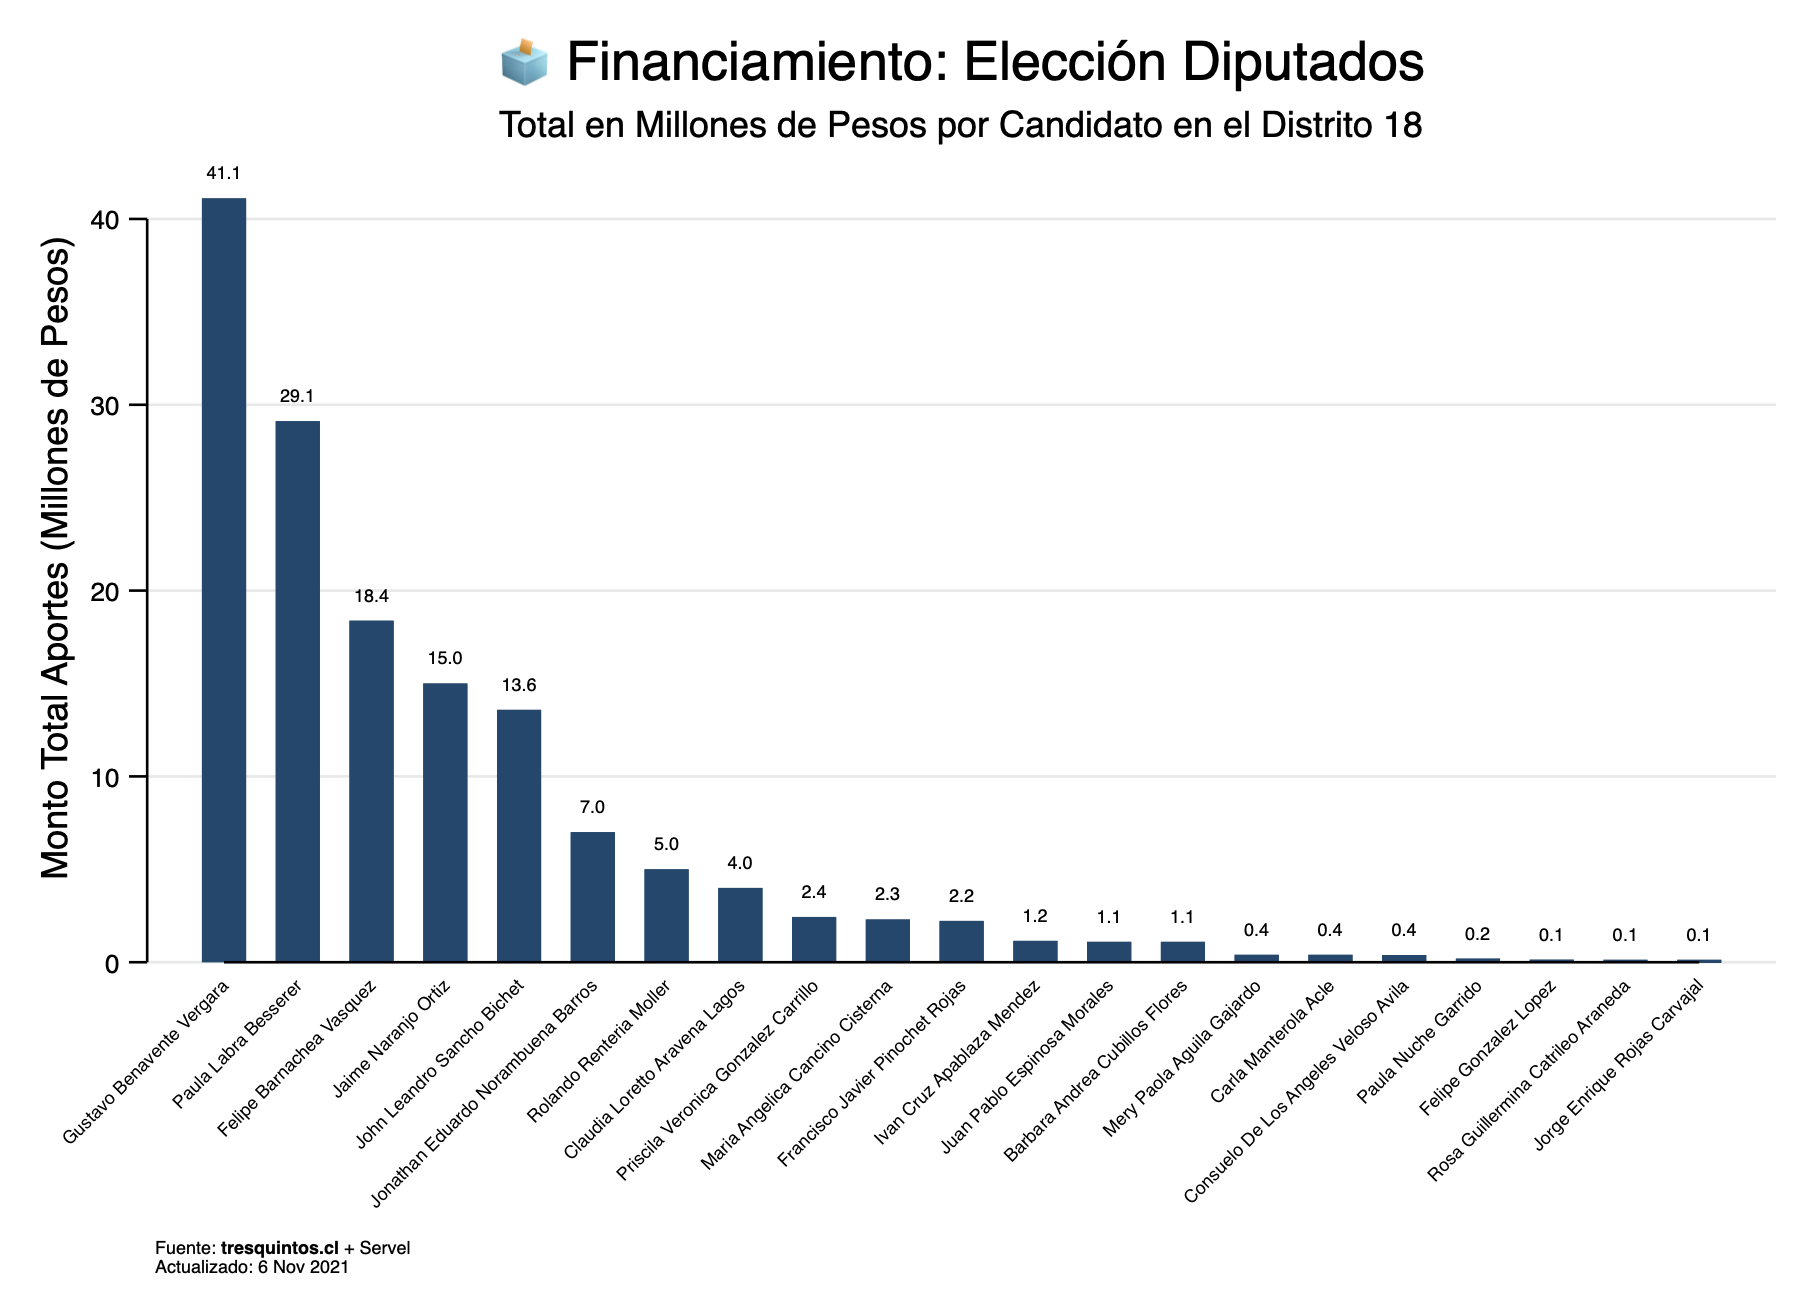 Financiamiento: Elección Diputados
Total en Millones de Pesos por Candidato en el Distrito 18
Monto Total Aportes (Millones de Pesos)
40
30
20
10
0
41.1
29.1
18.4
15.0
13.6
7.0
5.0
4.0
2.4
2.3
2.2
1.2
1.1
1.1
0.4
0.4
0.4
0.2
0.1
0.1
0.1
Gustavo Benavente Vergara
Paula Labra Besserer
Felipe Barnachea Vasquez
Jaime Naranjo Ortiz
John Leandro Sancho Bichet
Jonathan Eduardo Norambuena Barros
Rolando Renteria Moller
Claudia Loretto Aravena Lagos
Priscila Veronica Gonzalez Carrillo
Maria Angelica Cancino Cisterna
Francisco Javier Pinochet Rojas
Ivan Cruz Apablaza Mendez
Juan Pablo Espinosa Morales
Barbara Andrea Cubillos Flores
Mery Paola Aguila Gajardo
Carla Manterola Acle
Consuelo De Los Angeles Veloso Avila
Paula Nuche Garrido
Felipe Gonzalez Lopez
Rosa Guillermina Catrileo Araneda
Jorge Enrique Rojas Carvajal
Fuente: tresquintos.cl + Servel
Actualizado: 6 Nov 2021